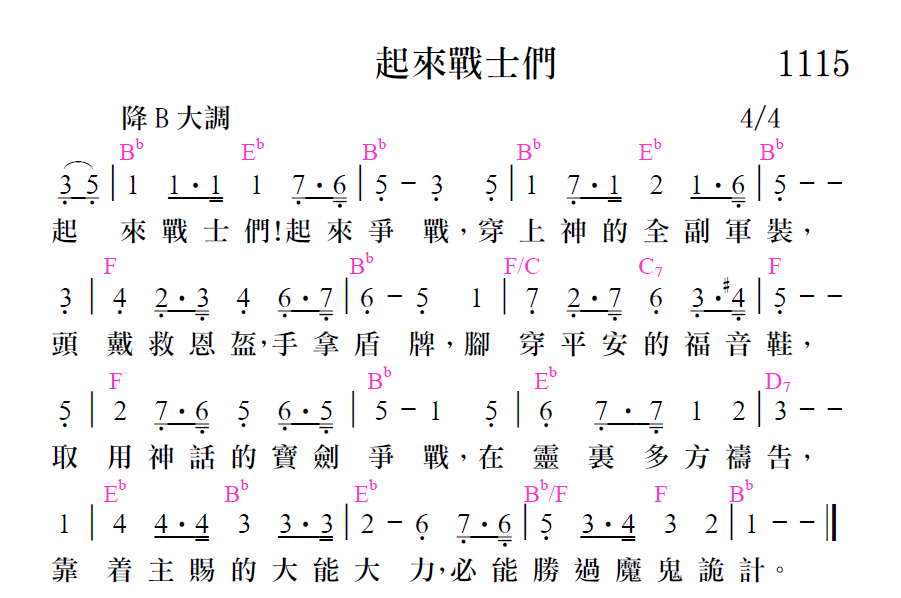 起來戰士們 1115
降B大調 4/4
B♭ E♭ B♭ B♭ E♭ B♭
3̣ 5̣ | 1 1·1 1 7̣·6̣ | 5̣ - 3̣ 5̣ | 1 7̣·1 2 1·6̣ | 5̣ - -
起來戰士們!起來爭戰,穿上神的全副軍裝,
F B♭ F/C C7 F
3̣ | 4̣ 2̣·3̣ 4̣ 6̣·7̣ | 6̣ - 5̣ 1 | 7̣ 2̣·7̣ 6̣ 3̣·♯4̣ | 5̣ - -
頭戴救恩盔,手拿盾牌,腳穿平安的福音鞋,
F B♭ E♭ D7
5̣ | 2 7̣·6̣ 5̣ 6̣·5̣ | 5 - 1 5̣ | 6̣ 7̣·7̣ 1 2 | 3 - -
取用神話的寶劍爭戰,在靈裏多方禱告,
E♭ B♭ E♭ B♭/F F B♭
1 | 4 4·4 3 3·3 | 2 - 6̣ 7̣·6̣ | 5̣ 3·4 3 2 | 1 - - ‖
靠着主賜的大能大力,必能勝過魔鬼詭計。